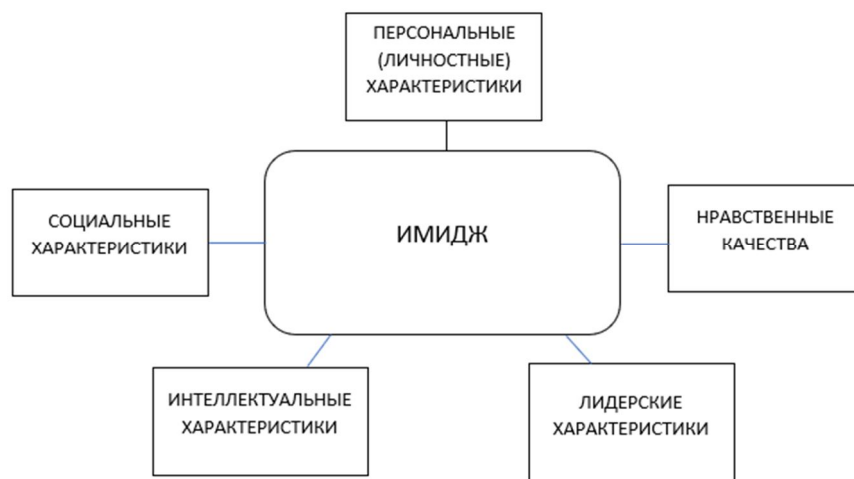 ПЕРСОНАЛЬНЫЕ
(ЛИЧНОСТНЫЕ)
ХАРАКТЕРИСТИКИ
СОЦИАЛЬНЫЕ
ХАРАКТЕРИСТИКИ
ИМИДЖ
НРАВСТВЕННЫЕ
КАЧЕСТВА
ИНТЕЛЛЕКТУАЛЬНЫЕ
ХАРАКТЕРИСТИКИ
ЛИДЕРСКИЕ
ХАРАКТЕРИСТИКИ